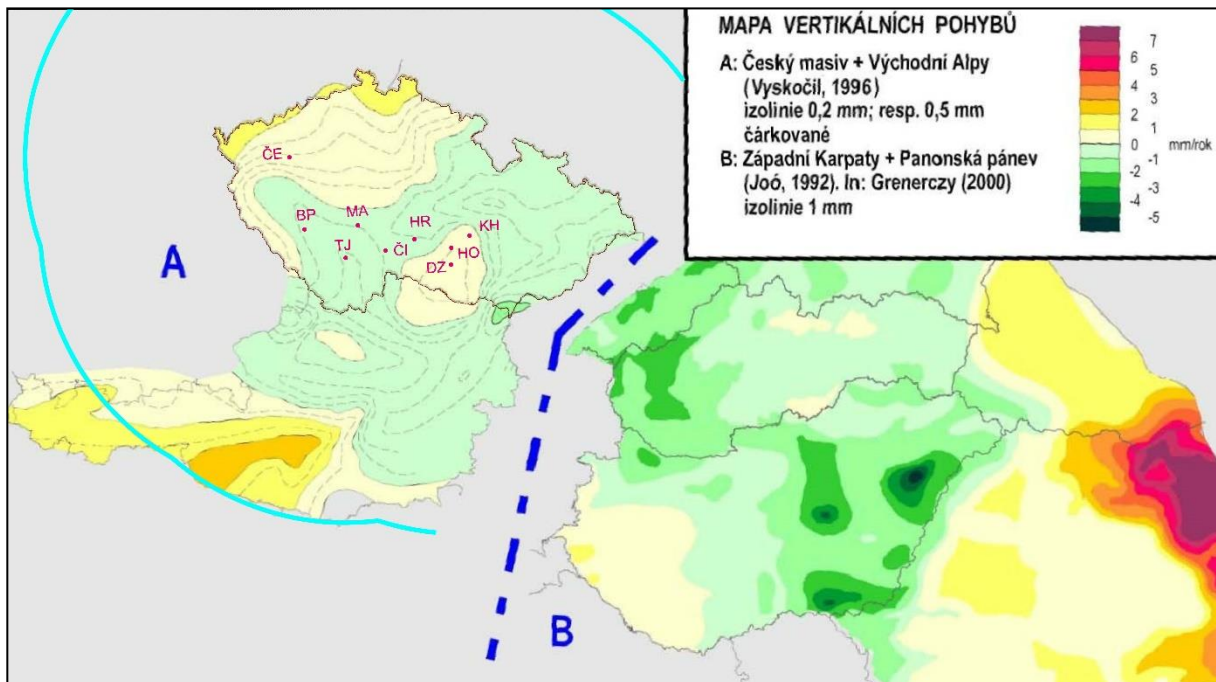 MAPA VERTIKÁLNÍCH POHYBŮ
A: Český masiv + Východní Alpy
(Vyskočil, 1996)
izolinie 0,2 mm; resp. 0,5 mm
čárkované
B: Západní Karpaty + Panonská pánev
(Joó, 1992). In: Grenerczy (2000)
izolinie 1 mm
7
6
5
4
3
2
1
0
-1
-2
-3
-4
-5
mm/rok
ČE
BP
MA
HR
KH
TJ
ČI
HO
DZ
A
B